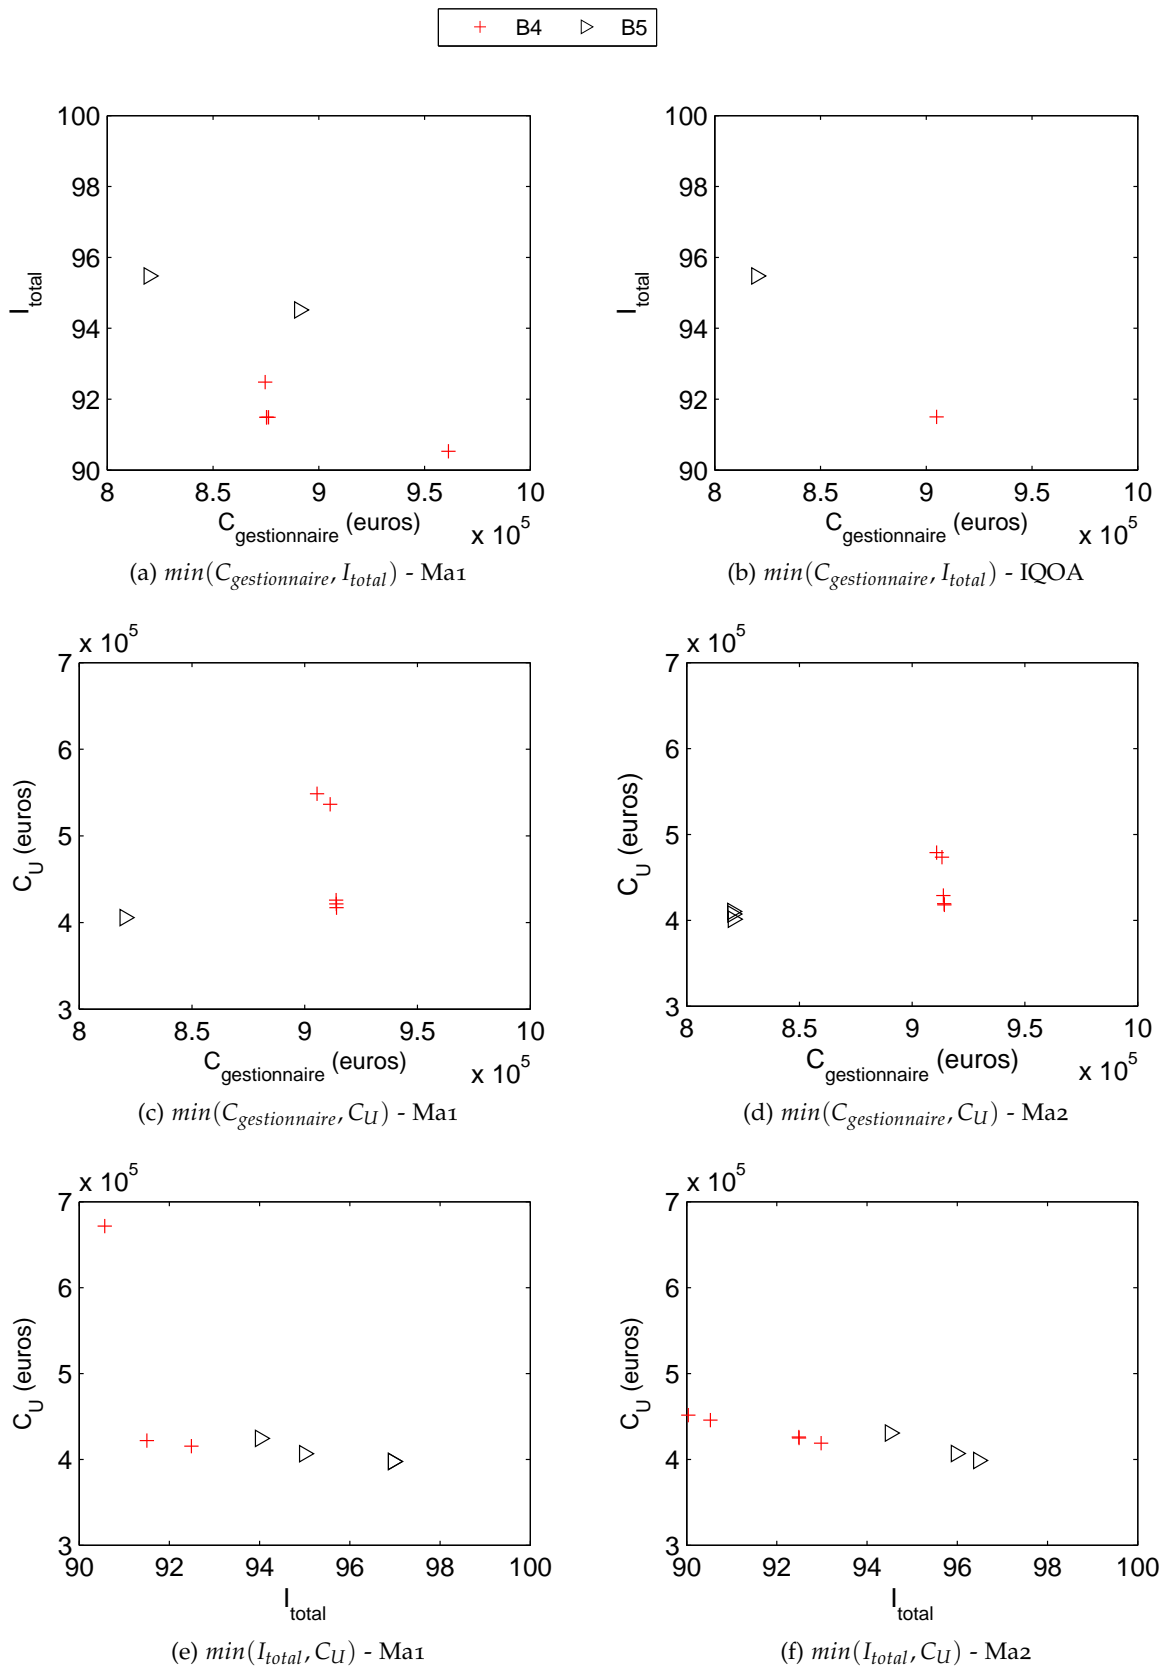 B4 B5
100
98
96
94
92
90
I_total
8 8.5 9 9.5 10
C_gestionnaire (euros)
x 10^5
(a) min(C_gestionnaire, I_total) - Ma1
100
98
96
94
92
90
I_total
8 8.5 9 9.5 10
C_gestionnaire (euros)
x 10^5
(b) min(C_gestionnaire, I_total) - IQOA
x 10^5
7
6
5
4
3
C_U (euros)
8 8.5 9 9.5 10
C_gestionnaire (euros)
x 10^5
(c) min(C_gestionnaire, C_U) - Ma1
x 10^5
7
6
5
4
3
C_U (euros)
8 8.5 9 9.5 10
C_gestionnaire (euros)
x 10^5
(d) min(C_gestionnaire, C_U) - Ma2
x 10^5
7
6
5
4
3
C_U (euros)
90 92 94 96 98 100
I_total
(e) min(I_total, C_U) - Ma1
x 10^5
7
6
5
4
3
C_U (euros)
90 92 94 96 98 100
I_total
(f) min(I_total, C_U) - Ma2